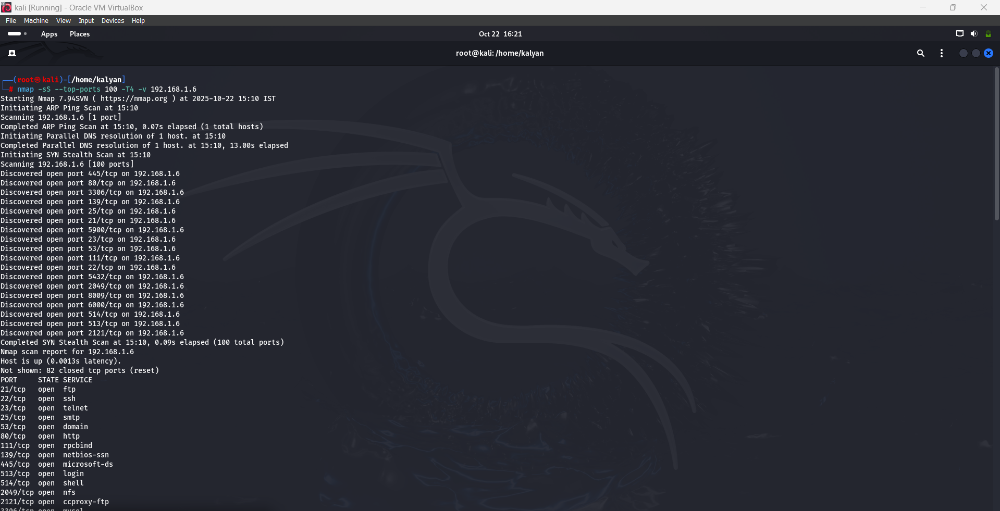 kali [Running] - Oracle VM VirtualBox
File Machine View Input Devices Help
Apps Places Oct 22 16:21
root@kali: /home/kalyan
┌──(root㉿kali)-[/home/kalyan]
└─# nmap -sS --top-ports 100 -T4 -v 192.168.1.6
Starting Nmap 7.94SVN ( https://nmap.org ) at 2025-10-22 15:10 IST
Initiating ARP Ping Scan at 15:10
Scanning 192.168.1.6 [1 port]
Completed ARP Ping Scan at 15:10, 0.07s elapsed (1 total hosts)
Initiating Parallel DNS resolution of 1 host. at 15:10
Completed Parallel DNS resolution of 1 host. at 15:10, 13.00s elapsed
Initiating SYN Stealth Scan at 15:10
Scanning 192.168.1.6 [100 ports]
Discovered open port 445/tcp on 192.168.1.6
Discovered open port 80/tcp on 192.168.1.6
Discovered open port 3306/tcp on 192.168.1.6
Discovered open port 139/tcp on 192.168.1.6
Discovered open port 25/tcp on 192.168.1.6
Discovered open port 21/tcp on 192.168.1.6
Discovered open port 5900/tcp on 192.168.1.6
Discovered open port 23/tcp on 192.168.1.6
Discovered open port 53/tcp on 192.168.1.6
Discovered open port 111/tcp on 192.168.1.6
Discovered open port 22/tcp on 192.168.1.6
Discovered open port 5432/tcp on 192.168.1.6
Discovered open port 2049/tcp on 192.168.1.6
Discovered open port 8009/tcp on 192.168.1.6
Discovered open port 6000/tcp on 192.168.1.6
Discovered open port 514/tcp on 192.168.1.6
Discovered open port 513/tcp on 192.168.1.6
Discovered open port 2121/tcp on 192.168.1.6
Completed SYN Stealth Scan at 15:10, 0.09s elapsed (100 total ports)
Nmap scan report for 192.168.1.6
Host is up (0.0013s latency).
Not shown: 82 closed tcp ports (reset)
PORT     STATE SERVICE
21/tcp   open  ftp
22/tcp   open  ssh
23/tcp   open  telnet
25/tcp   open  smtp
53/tcp   open  domain
80/tcp   open  http
111/tcp  open  rpcbind
139/tcp  open  netbios-ssn
445/tcp  open  microsoft-ds
513/tcp  open  login
514/tcp  open  shell
2049/tcp open  nfs
2121/tcp open  ccproxy-ftp
3306/tcp open  mysql